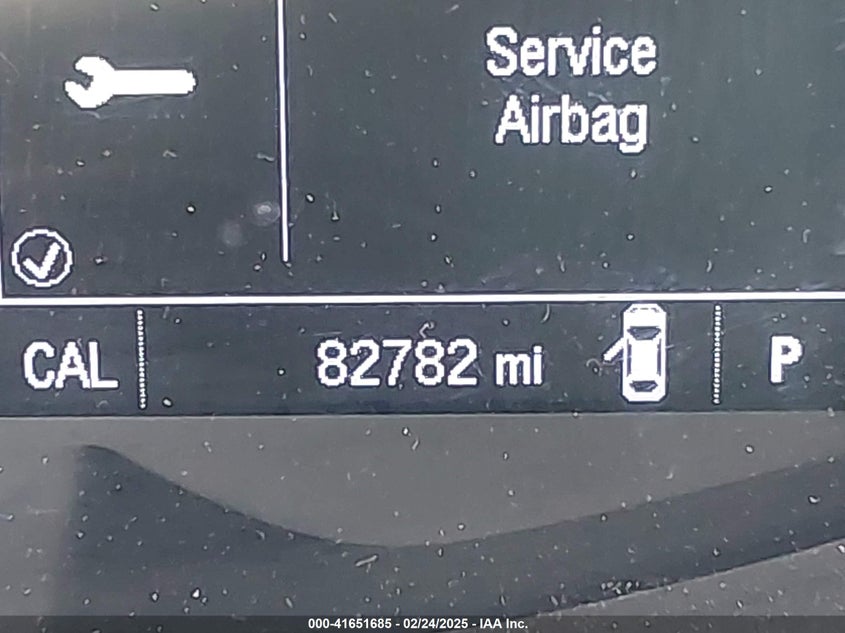 Service
Airbag
CAL 82782 mi P
000-41651685 - 02/24/2025 - IAA Inc.